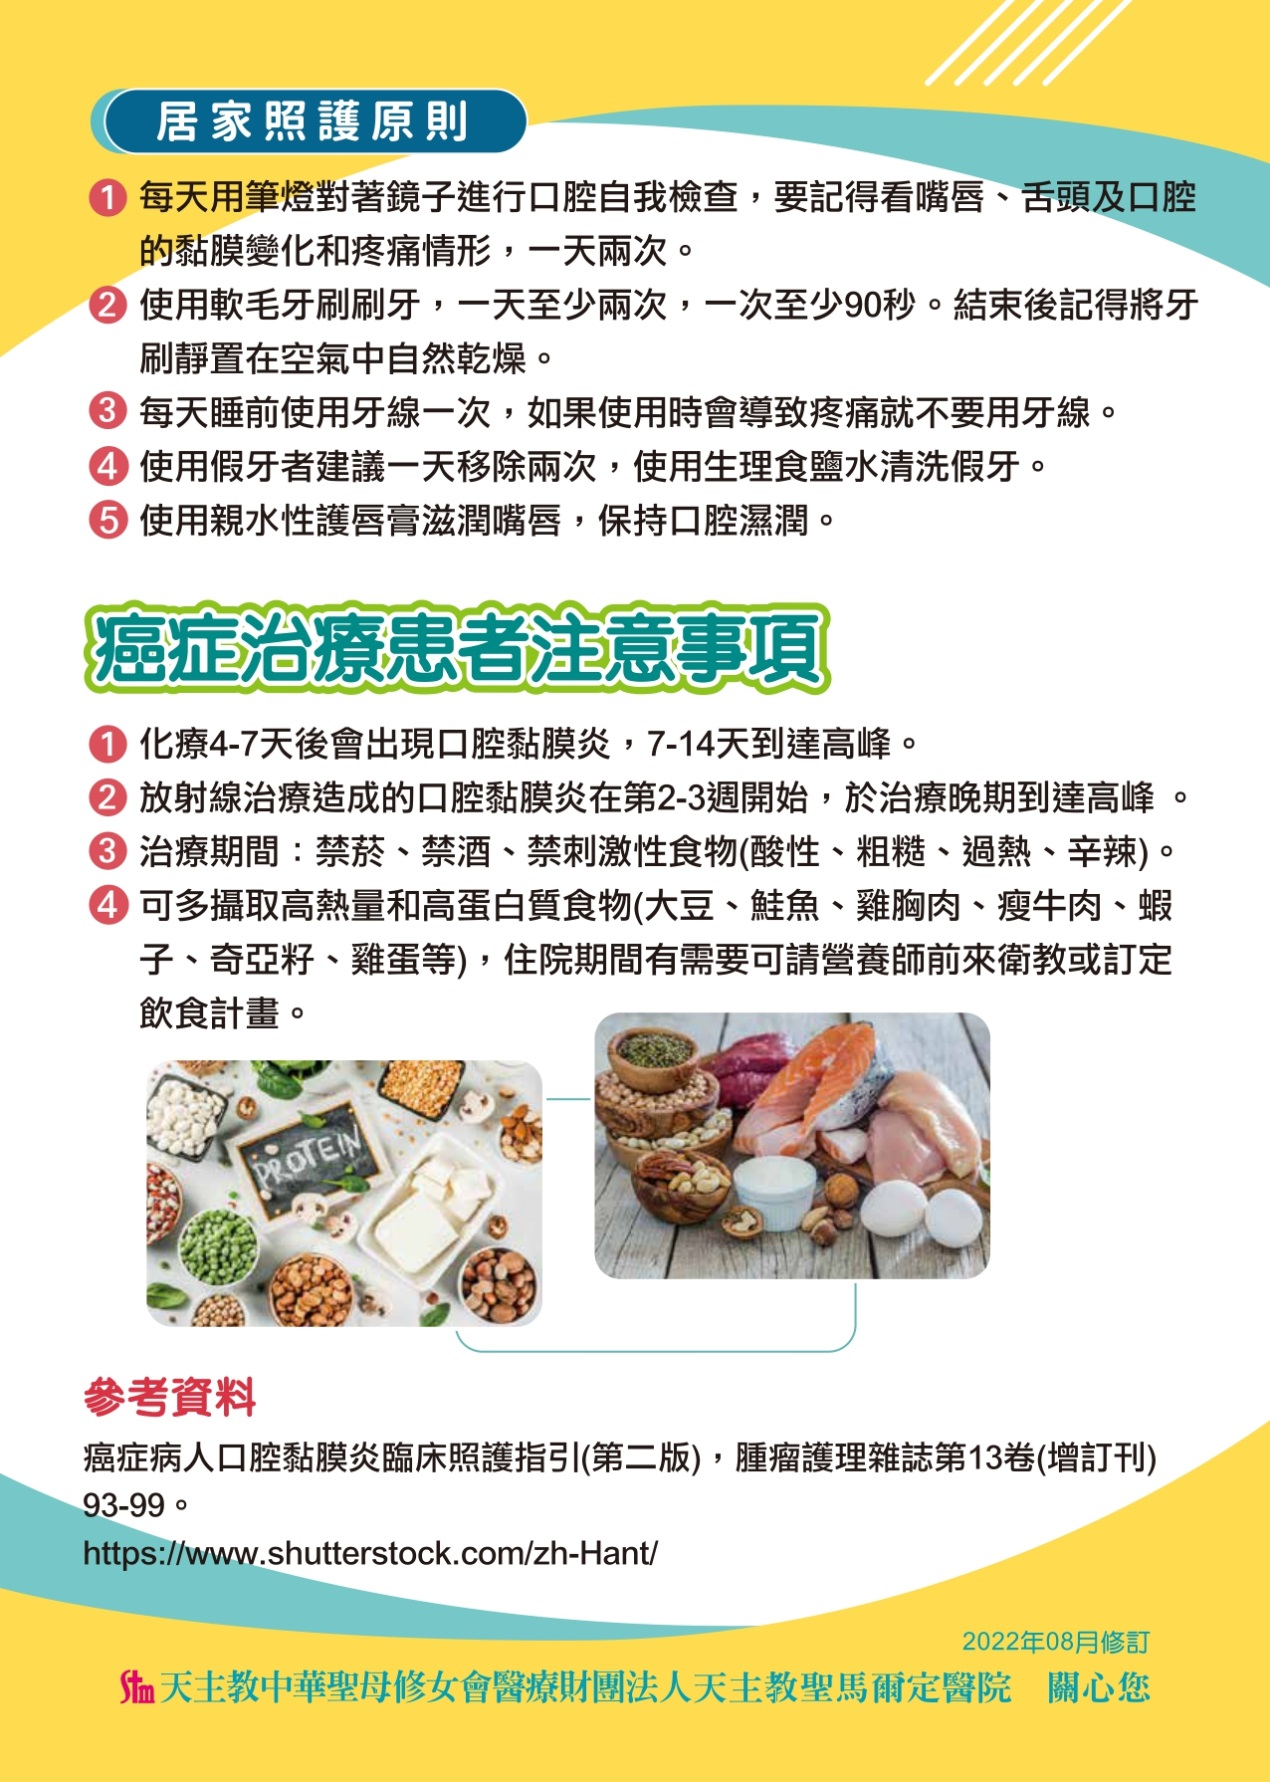 居家照護原則
1 每天用筆燈對著鏡子進行口腔自我檢查，要記得看嘴唇、舌頭及口腔
的黏膜變化和疼痛情形，一天兩次。
2 使用軟毛牙刷刷牙，一天至少兩次，一次至少90秒。結束後記得將牙
刷靜置在空氣中自然乾燥。
3 每天睡前使用牙線一次，如果使用時會導致疼痛就不要用牙線。
4 使用假牙者建議一天移除兩次，使用生理食鹽水清洗假牙。
5 使用親水性護唇膏滋潤嘴唇，保持口腔濕潤。
癌症治療患者注意事項
1 化療4-7天後會出現口腔黏膜炎，7-14天到達高峰。
2 放射線治療造成的口腔黏膜炎在第2-3週開始，於治療晚期到達高峰 。
3 治療期間：禁菸、禁酒、禁刺激性食物(酸性、粗糙、過熱、辛辣)。
4 可多攝取高熱量和高蛋白質食物(大豆、鮭魚、雞胸肉、瘦牛肉、蝦
子、奇亞籽、雞蛋等)，住院期間有需要可請營養師前來衛教或訂定
飲食計畫。
PROTEIN
參考資料
癌症病人口腔黏膜炎臨床照護指引(第二版)，腫瘤護理雜誌第13卷(增訂刊)
93-99。
https://www.shutterstock.com/zh-Hant/
2022年08月修訂
Stm 天主教中華聖母修女會醫療財團法人天主教聖馬爾定醫院 關心您